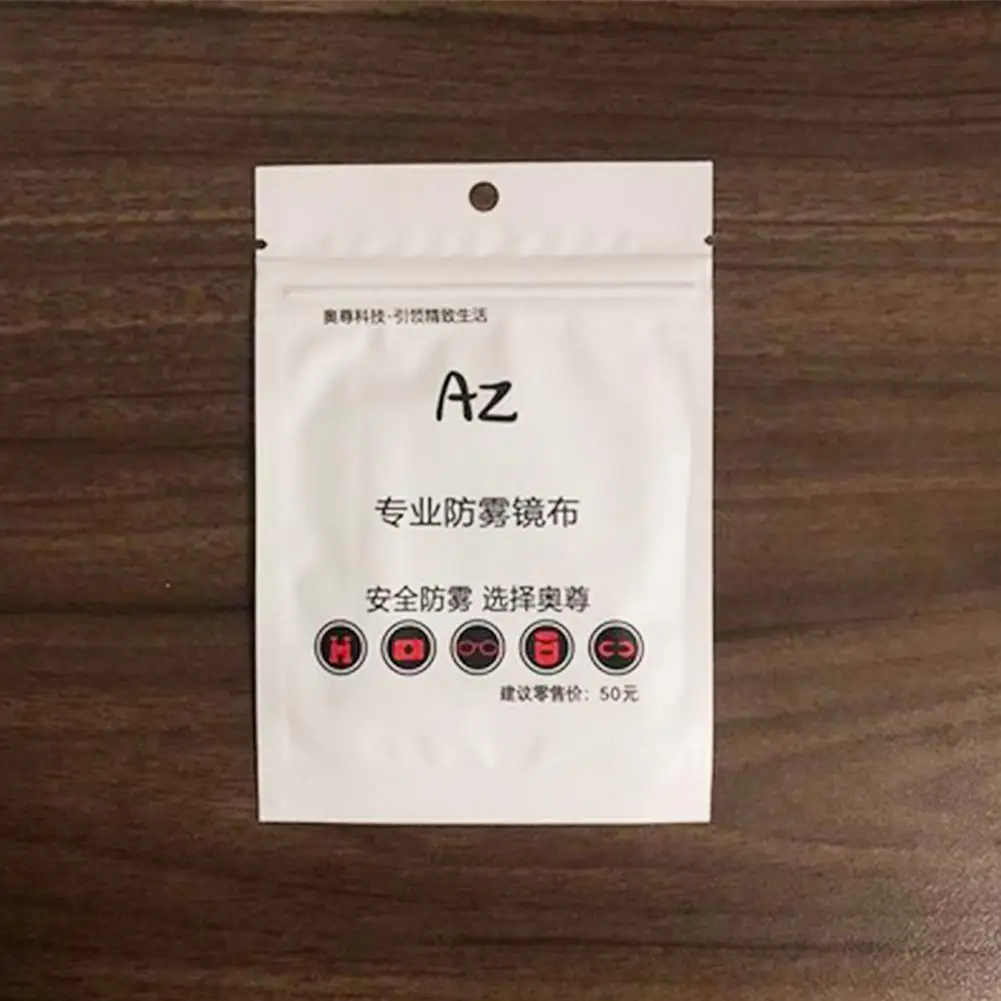 奥尊科技·引领精致生活
AZ
专业防雾镜布
安全防雾 选择奥尊
建议零售价：50元